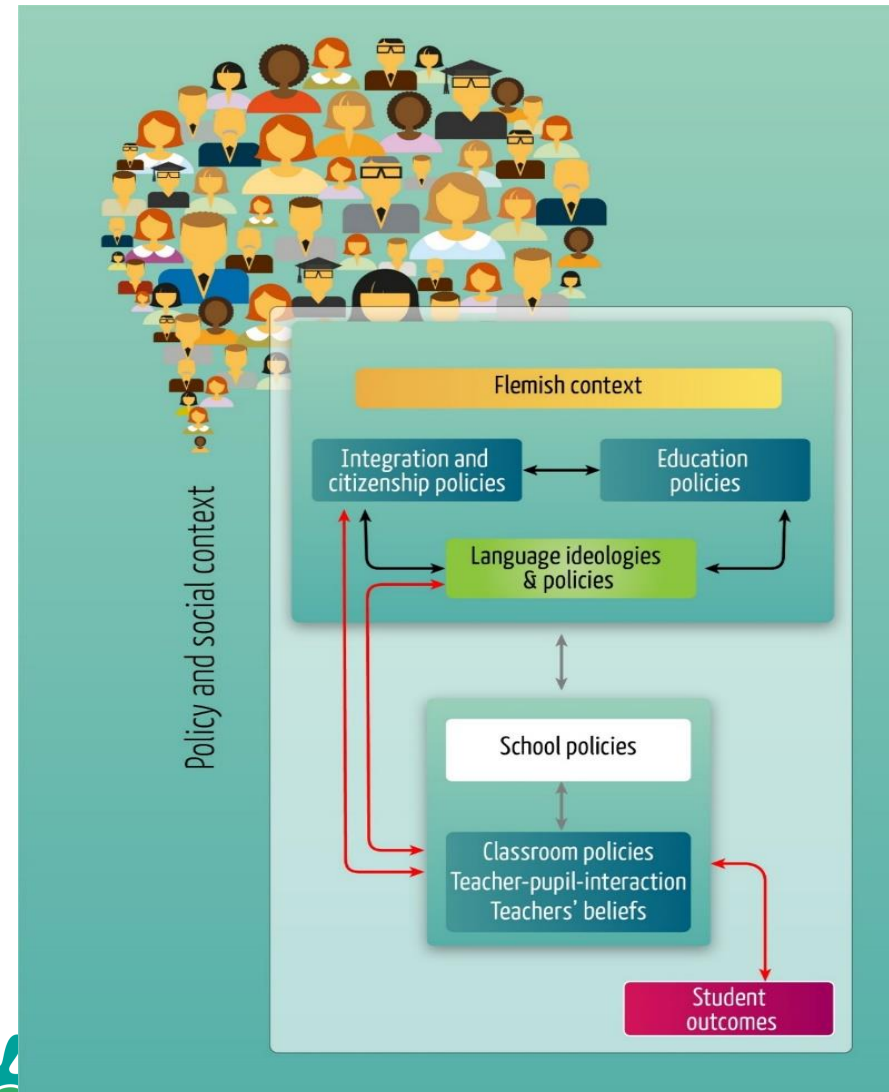 Policy and social context
Flemish context
Integration and
citizenship policies
Education
policies
Language ideologies
& policies
School policies
Classroom policies
Teacher-pupil-interaction
Teachers' beliefs
Student
outcomes